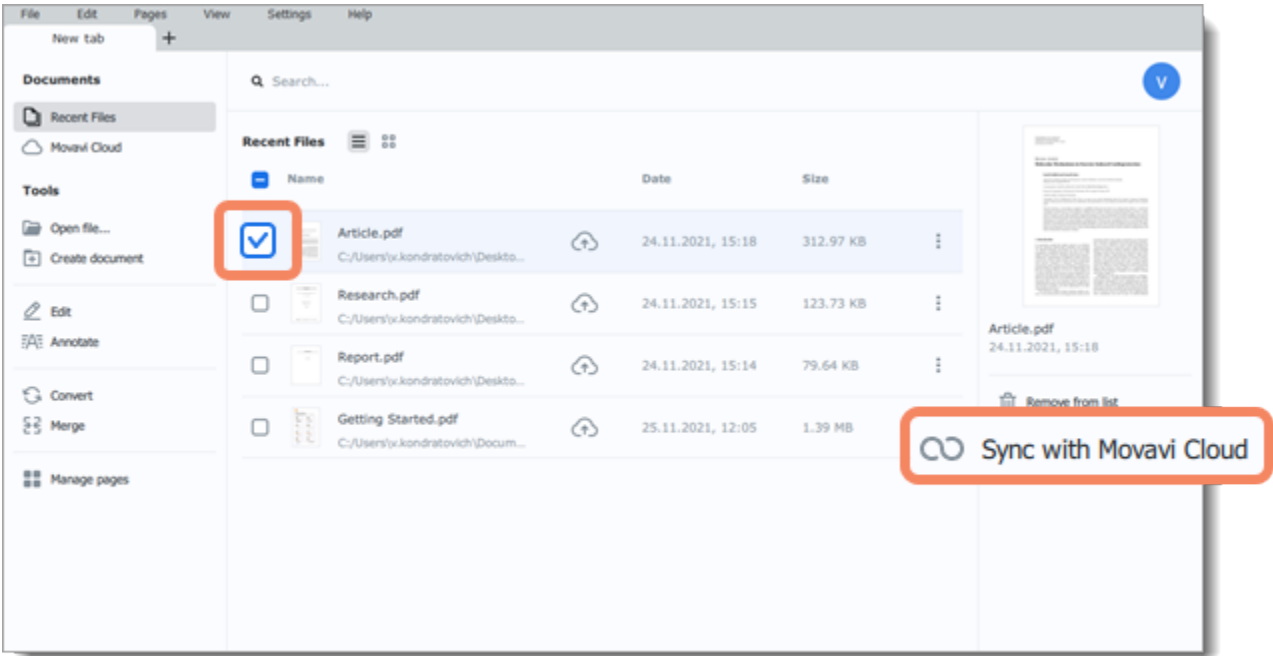 File Edit Pages View Settings Help
New tab +
Documents
Recent Files
Movavi Cloud
Tools
Open file...
Create document
Edit
Annotate
Convert
Merge
Manage pages
Search...
V
Recent Files
Name Date Size
Article.pdf
C:/Users\v.kondratovich\Deskto...
24.11.2021, 15:18 312.97 KB
Research.pdf
C:/Users\v.kondratovich\Deskto...
24.11.2021, 15:15 123.73 KB
Report.pdf
C:/Users\v.kondratovich\Deskto...
24.11.2021, 15:14 79.64 KB
Getting Started.pdf
C:/Users\v.kondratovich\Docum...
25.11.2021, 12:05 1.39 MB
Article.pdf
24.11.2021, 15:18
Remove from list
Sync with Movavi Cloud